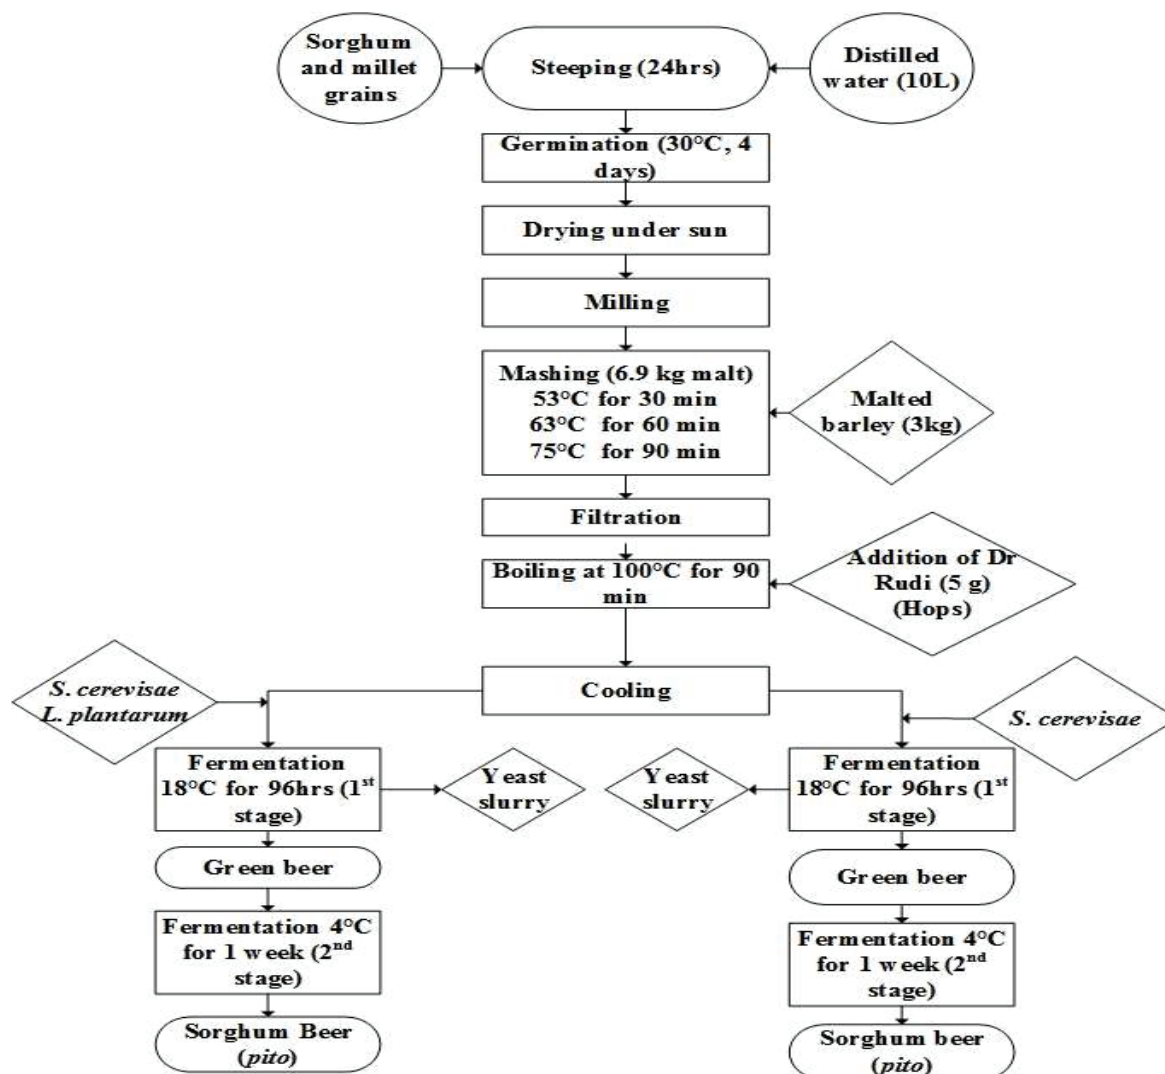 Sorghum
and millet
grains
Steeping (24hrs)
Distilled
water (10L)
Germination (30°C, 4
days)
Drying under sun
Milling
Mashing (6.9 kg malt)
53°C for 30 min
63°C for 60 min
75°C for 90 min
Malted
barley (3kg)
Filtration
Boiling at 100°C for 90
min
Addition of Dr
Rudi (5 g)
(Hops)
Cooling
S. cerevisae
L. plantarum
S. cerevisae
Fermentation
18°C for 96hrs (1st
stage)
Yeast
slurry
Yeast
slurry
Fermentation
18°C for 96hrs (1st
stage)
Green beer
Green beer
Fermentation 4°C
for 1 week (2nd
stage)
Fermentation 4°C
for 1 week (2nd
stage)
Sorghum Beer
(pito)
Sorghum beer
(pito)